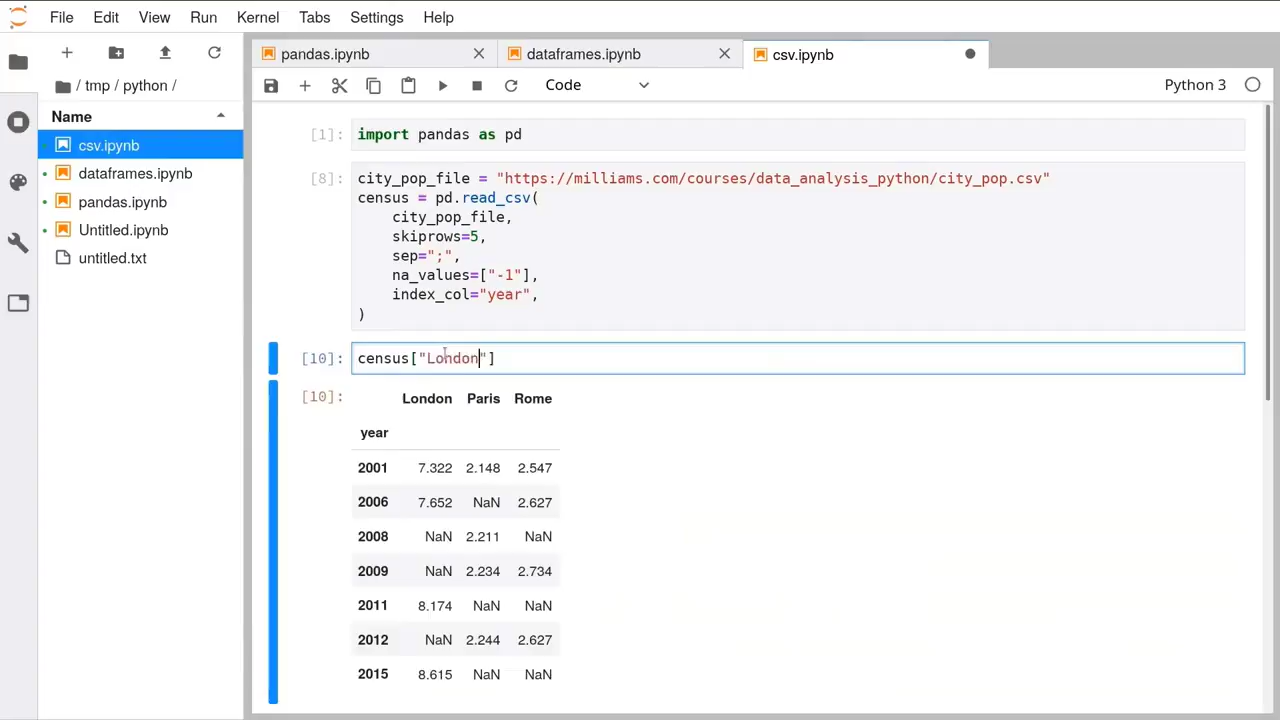 File Edit View Run Kernel Tabs Settings Help
pandas.ipynb
dataframes.ipynb
csv.ipynb
/ tmp / python /
Code
Python 3
Name
csv.ipynb
dataframes.ipynb
pandas.ipynb
Untitled.ipynb
untitled.txt
[1]: import pandas as pd
[8]: city_pop_file = "https://milliams.com/courses/data_analysis_python/city_pop.csv"
census = pd.read_csv(
city_pop_file,
skiprows=5,
sep=";",
na_values=["-1"],
index_col="year",
)
[10]: census["London"]
[10]: London Paris Rome
year
2001 7.322 2.148 2.547
2006 7.652 NaN 2.627
2008 NaN 2.211 NaN
2009 NaN 2.234 2.734
2011 8.174 NaN NaN
2012 NaN 2.244 2.627
2015 8.615 NaN NaN